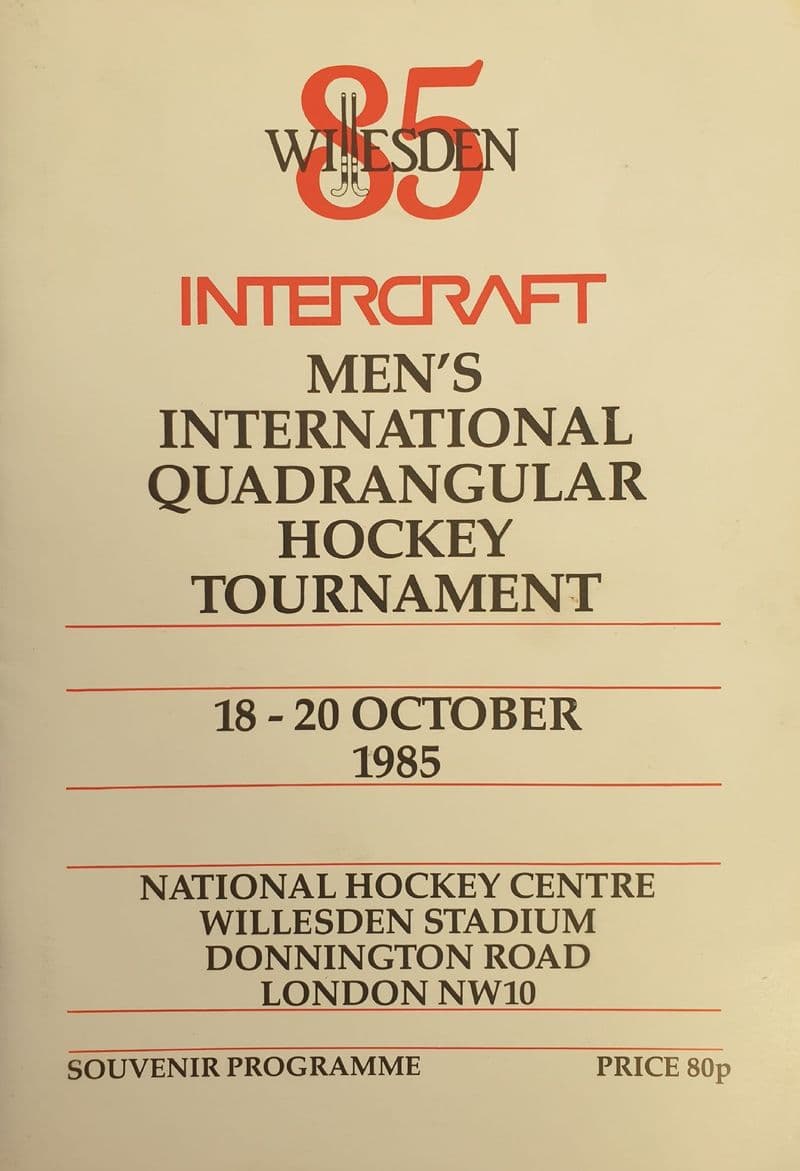 85
WILLESDEN
INTERCRAFT
MEN'S
INTERNATIONAL
QUADRANGULAR
HOCKEY
TOURNAMENT
18 - 20 OCTOBER
1985
NATIONAL HOCKEY CENTRE
WILLESDEN STADIUM
DONNINGTON ROAD
LONDON NW10
SOUVENIR PROGRAMME PRICE 80p